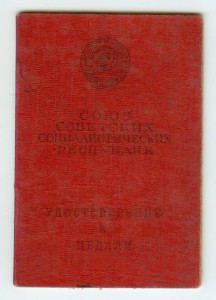 СОЮЗ
СОВЕТСКИХ
СОЦИАЛИСТИЧЕСКИХ
РЕСПУБЛИК
УДОСТОВЕРЕНИЕ
К
МЕДАЛИ